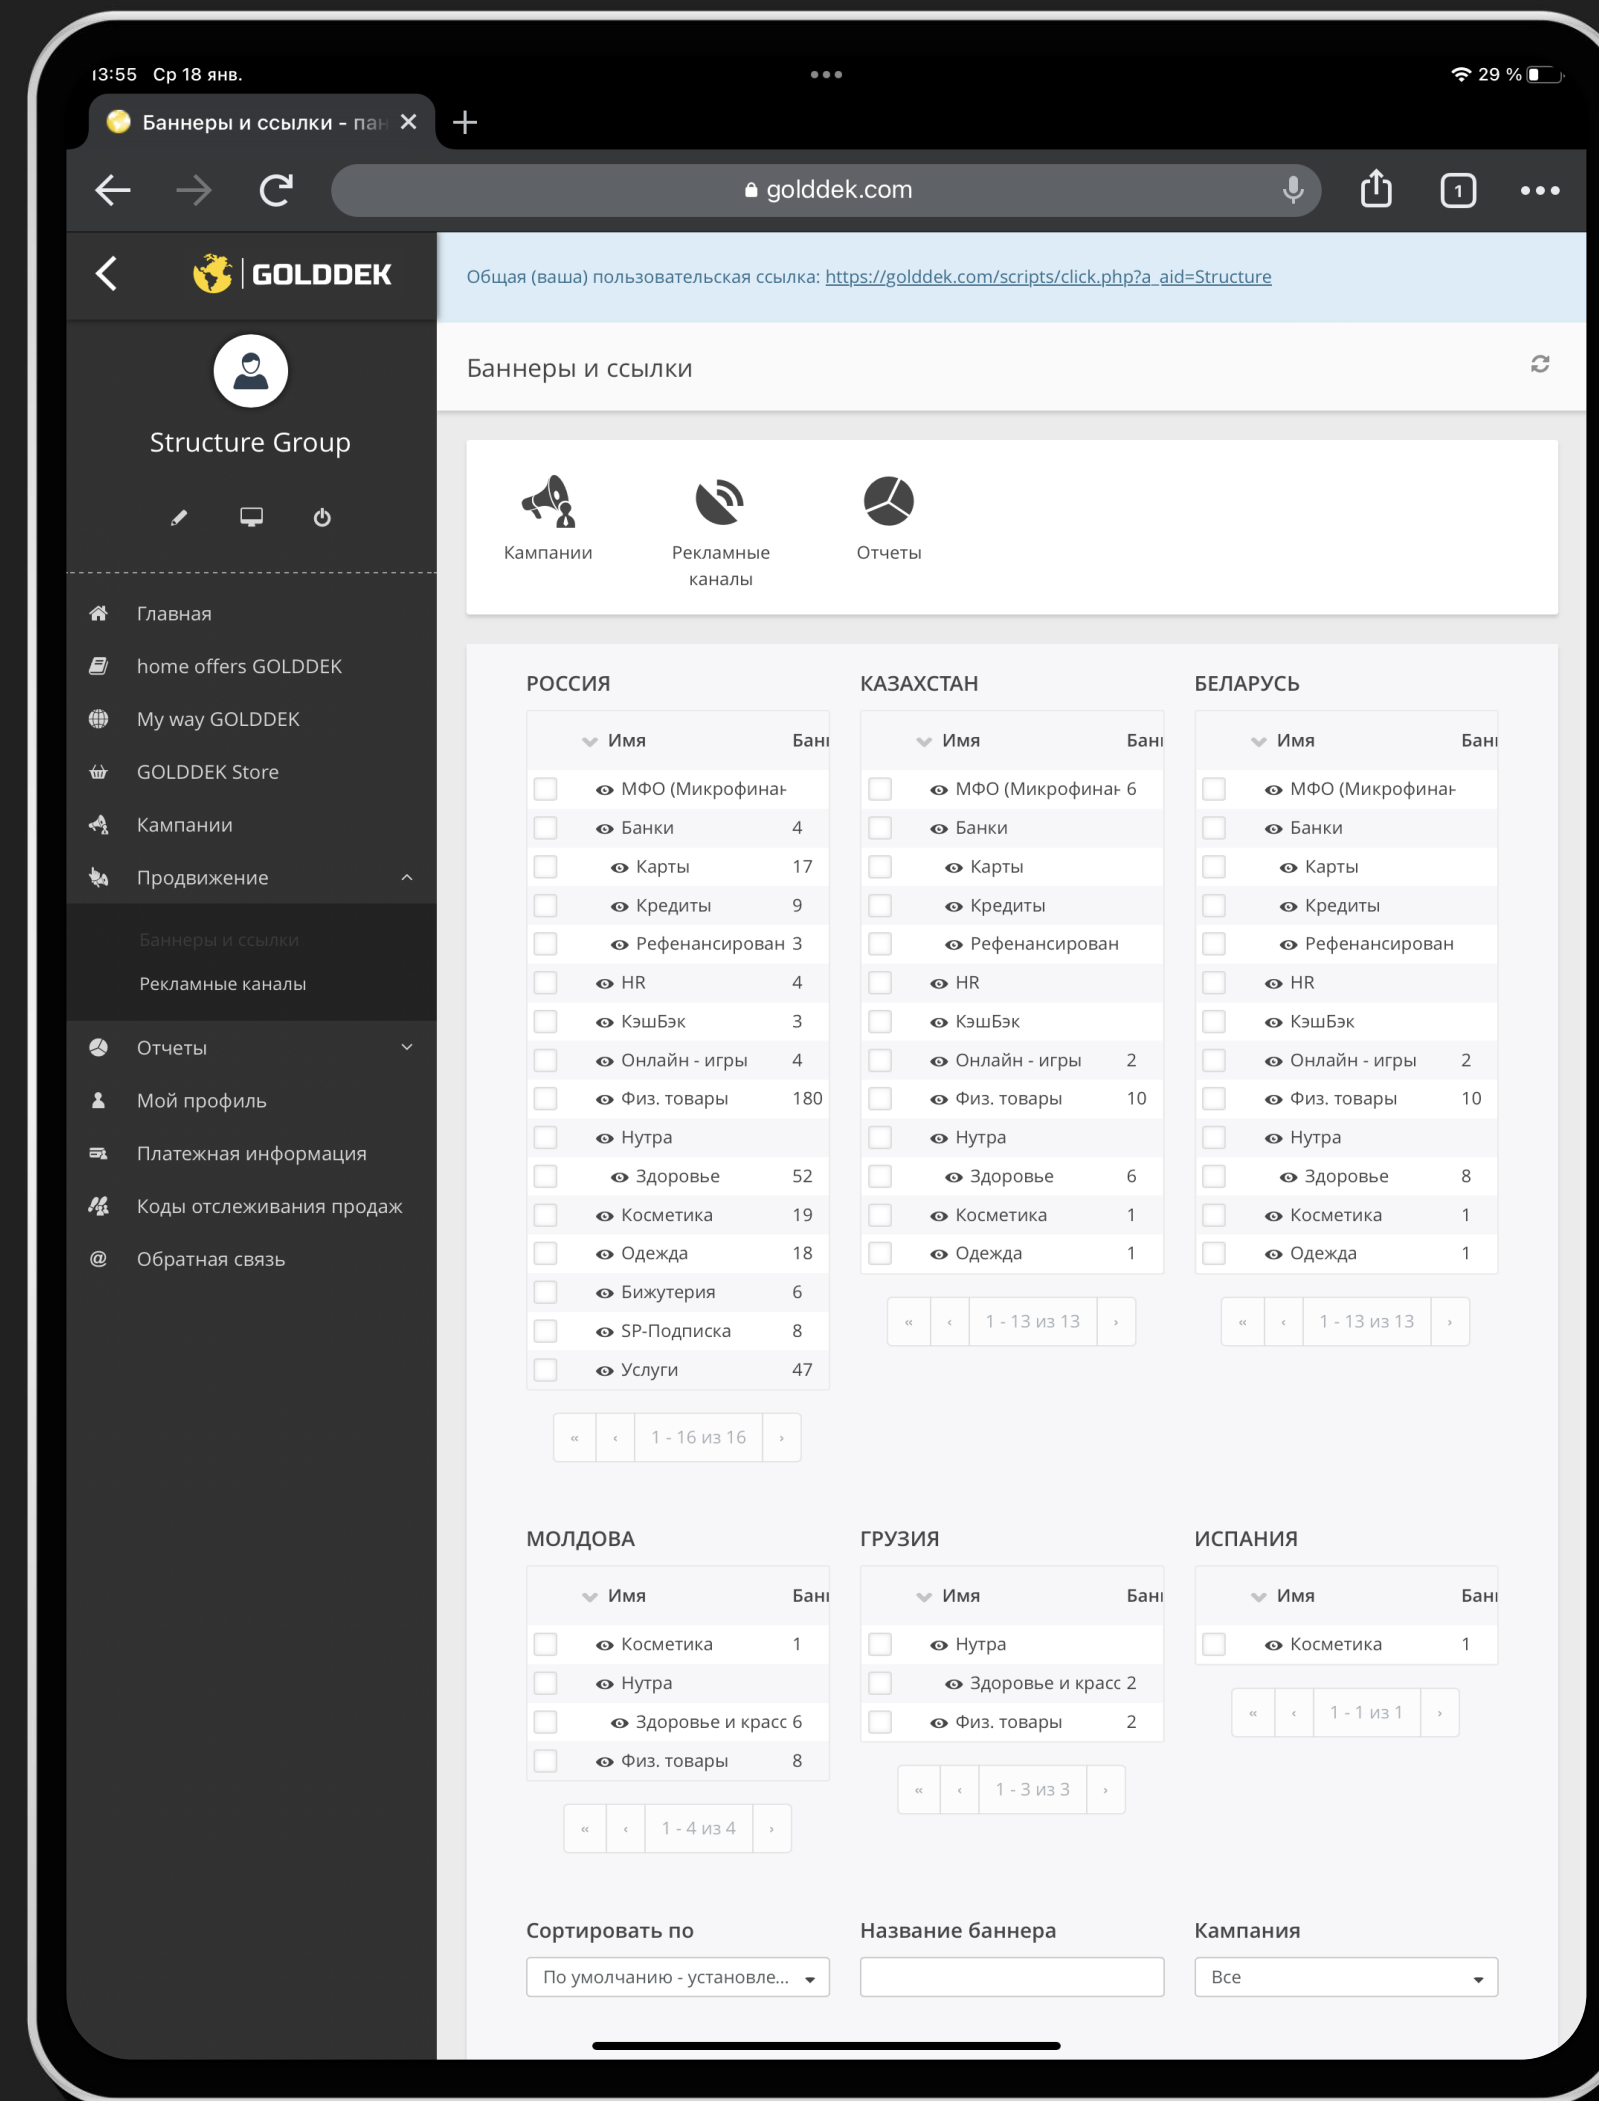 13:55 Ср 18 янв.
29 %
Баннеры и ссылки - пан
golddek.com
1
GOLDDEK
Общая (ваша) пользовательская ссылка: https://golddek.com/scripts/click.php?a_aid=Structure
Баннеры и ссылки
Structure Group
Кампании
Рекламные каналы
Отчеты
Главная
home offers GOLDDEK
My way GOLDDEK
GOLDDEK Store
Кампании
Продвижение
Баннеры и ссылки
Рекламные каналы
Отчеты
Мой профиль
Платежная информация
Коды отслеживания продаж
Обратная связь
РОССИЯ
Имя Бан
МФО (Микрофинан
Банки 4
Карты 17
Кредиты 9
Рефенансирован 3
HR 4
КэшБэк 3
Онлайн - игры 4
Физ. товары 180
Нутра
Здоровье 52
Косметика 19
Одежда 18
Бижутерия 6
SP-Подписка 8
Услуги 47
« ‹ 1 - 16 из 16 ›
КАЗАХСТАН
Имя Бан
МФО (Микрофинан 6
Банки
Карты
Кредиты
Рефенансирован
HR
КэшБэк
Онлайн - игры 2
Физ. товары 10
Нутра
Здоровье 6
Косметика 1
Одежда 1
« ‹ 1 - 13 из 13 ›
БЕЛАРУСЬ
Имя Бан
МФО (Микрофинан
Банки
Карты
Кредиты
Рефенансирован
HR
КэшБэк
Онлайн - игры 2
Физ. товары 10
Нутра
Здоровье 8
Косметика 1
Одежда 1
« ‹ 1 - 13 из 13 ›
МОЛДОВА
Имя Бан
Косметика 1
Нутра
Здоровье и красс 6
Физ. товары 8
« ‹ 1 - 4 из 4 ›
ГРУЗИЯ
Имя Бан
Нутра
Здоровье и красс 2
Физ. товары 2
« ‹ 1 - 3 из 3 ›
ИСПАНИЯ
Имя Бан
Косметика 1
« ‹ 1 - 1 из 1 ›
Сортировать по
По умолчанию - установле...
Название баннера
Кампания
Все